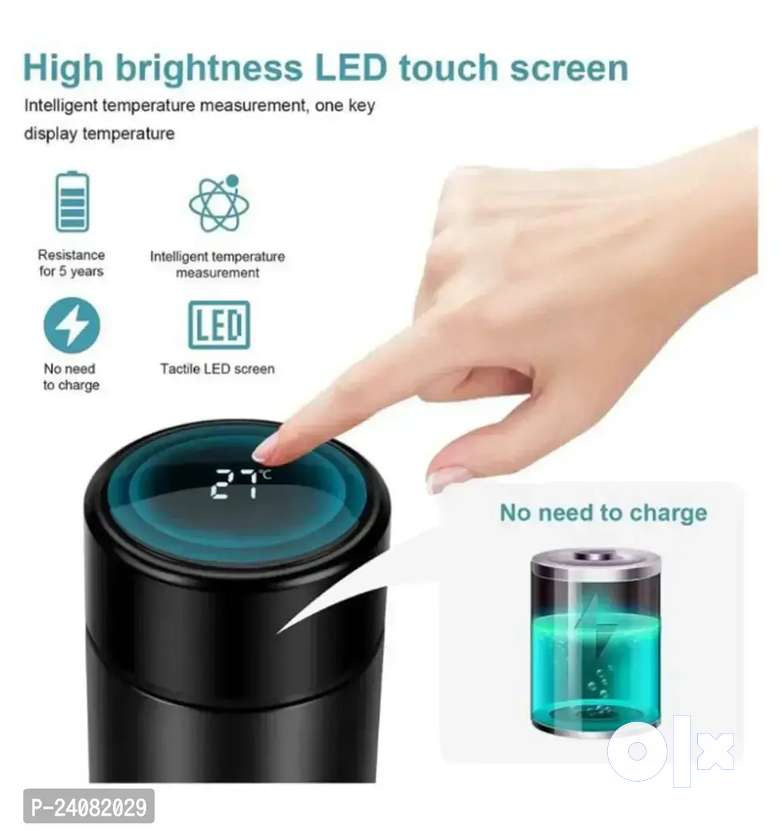 High brightness LED touch screen
Intelligent temperature measurement, one key
display temperature
Resistance
for 5 years
Intelligent temperature
measurement
No need
to charge
LED
Tactile LED screen
27°C
No need to charge
olx
P-24082029